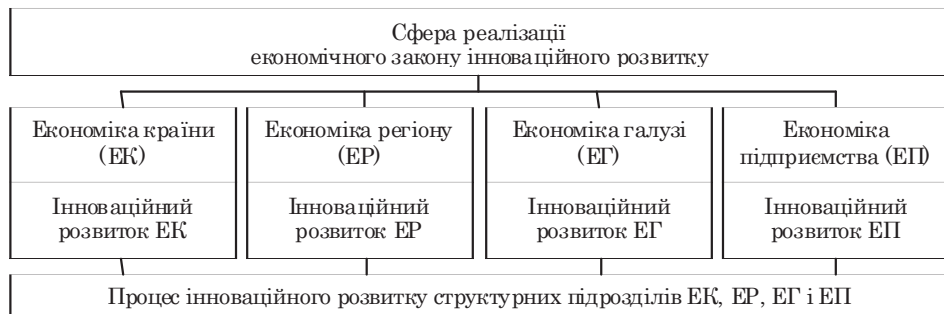 Сфера реалізації
економічного закону інноваційного розвитку
Економіка країни
(ЕК)
Інноваційний
розвиток ЕК
Економіка регіону
(ЕР)
Інноваційний
розвиток ЕР
Економіка галузі
(ЕГ)
Інноваційний
розвиток ЕГ
Економіка
підприємства (ЕП)
Інноваційний
розвиток ЕП
Процес інноваційного розвитку структурних підрозділів ЕК, ЕР, ЕГ і ЕП